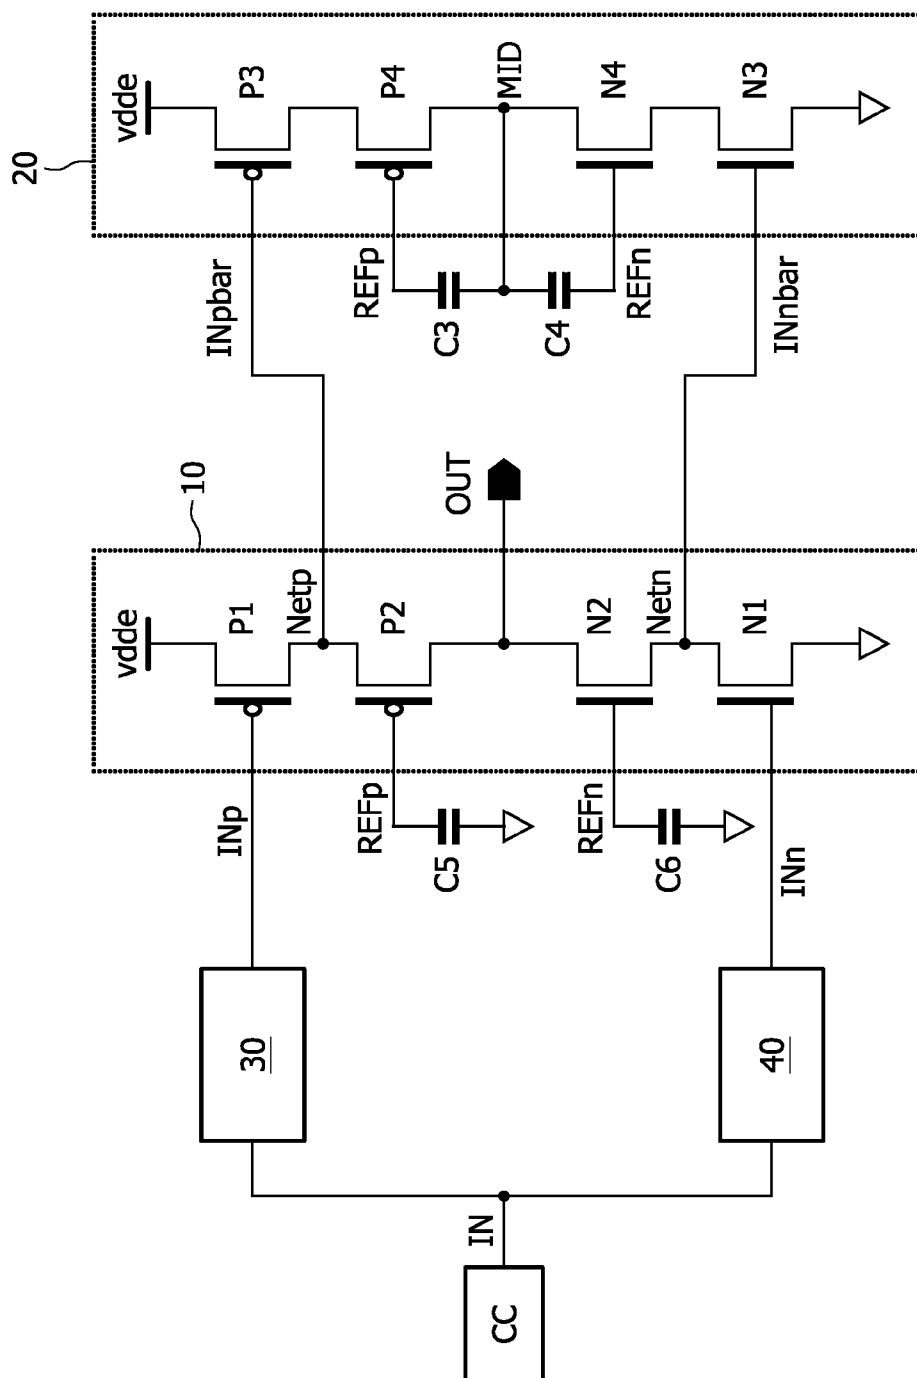 20
vdde
P3
P4
MID
N4
N3
INpbar
REFp
C3
C4
REFn
INnbar
10
OUT
vdde
P1
Netp
P2
N2
Netn
N1
INp
REFp
C5
REFn
C6
INn
30
40
IN
CC